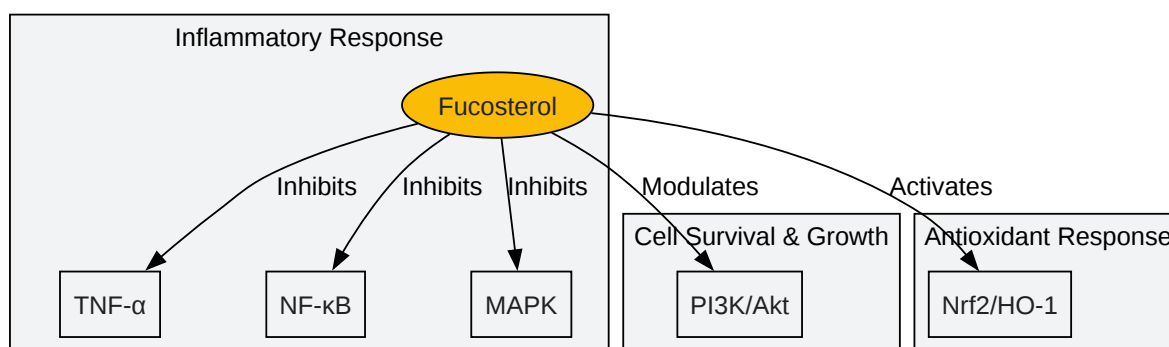 Inflammatory Response
Fucosterol
Inhibits
Inhibits
Inhibits
Modulates
Activates
Cell Survival & Growth
Antioxidant Response
TNF-α
NF-κB
MAPK
PI3K/Akt
Nrf2/HO-1